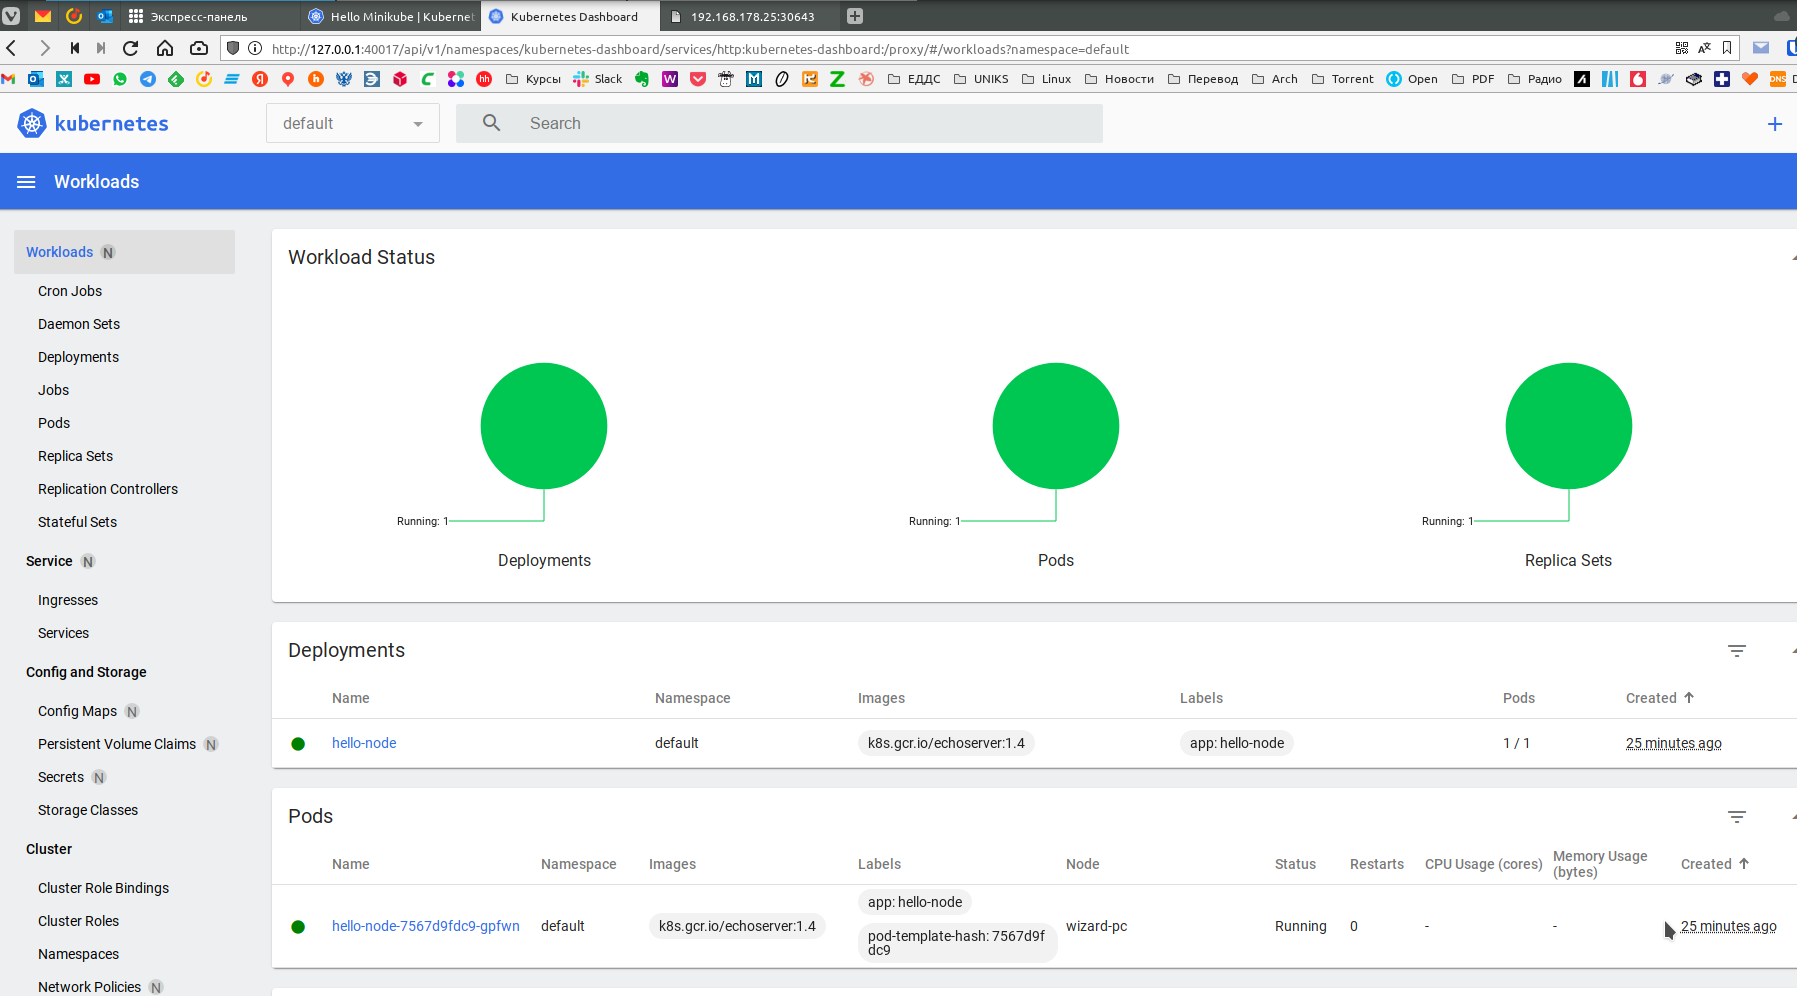 Экспресс-панель
Hello Minikube | Kubernet
Kubernetes Dashboard
192.168.178.25:30643
http://127.0.0.1:40017/api/v1/namespaces/kubernetes-dashboard/services/http:kubernetes-dashboard:/proxy/#/workloads?namespace=default
Курсы Slack ЕДДС UNIKS Linux Новости Перевод Arch Torrent Open PDF Радио
kubernetes
default
Search
Workloads
Workloads N
Cron Jobs
Daemon Sets
Deployments
Jobs
Pods
Replica Sets
Replication Controllers
Stateful Sets
Service N
Ingresses
Services
Config and Storage
Config Maps N
Persistent Volume Claims N
Secrets N
Storage Classes
Cluster
Cluster Role Bindings
Cluster Roles
Namespaces
Network Policies N
Workload Status
Running: 1
Deployments
Running: 1
Pods
Running: 1
Replica Sets
Deployments
Name Namespace Images Labels Pods Created
hello-node default k8s.gcr.io/echoserver:1.4 app: hello-node 1 / 1 25 minutes ago
Pods
Name Namespace Images Labels Node Status Restarts CPU Usage (cores) Memory Usage (bytes) Created
hello-node-7567d9fdc9-gpfwn default k8s.gcr.io/echoserver:1.4 app: hello-node
pod-template-hash: 7567d9f
dc9
wizard-pc Running 0 - - 25 minutes ago